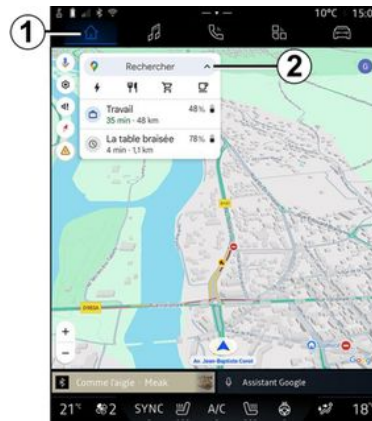 10°C 15:0
1
2
Rechercher
G
Travail 48%
35 min · 48 km
La table braisée 78%
4 min · 1,1 km
+
−
Av. Jean-Baptiste Corot
Comme l'aigle - Meak
Assistant Google
21° 2 SYNC A/C 18°